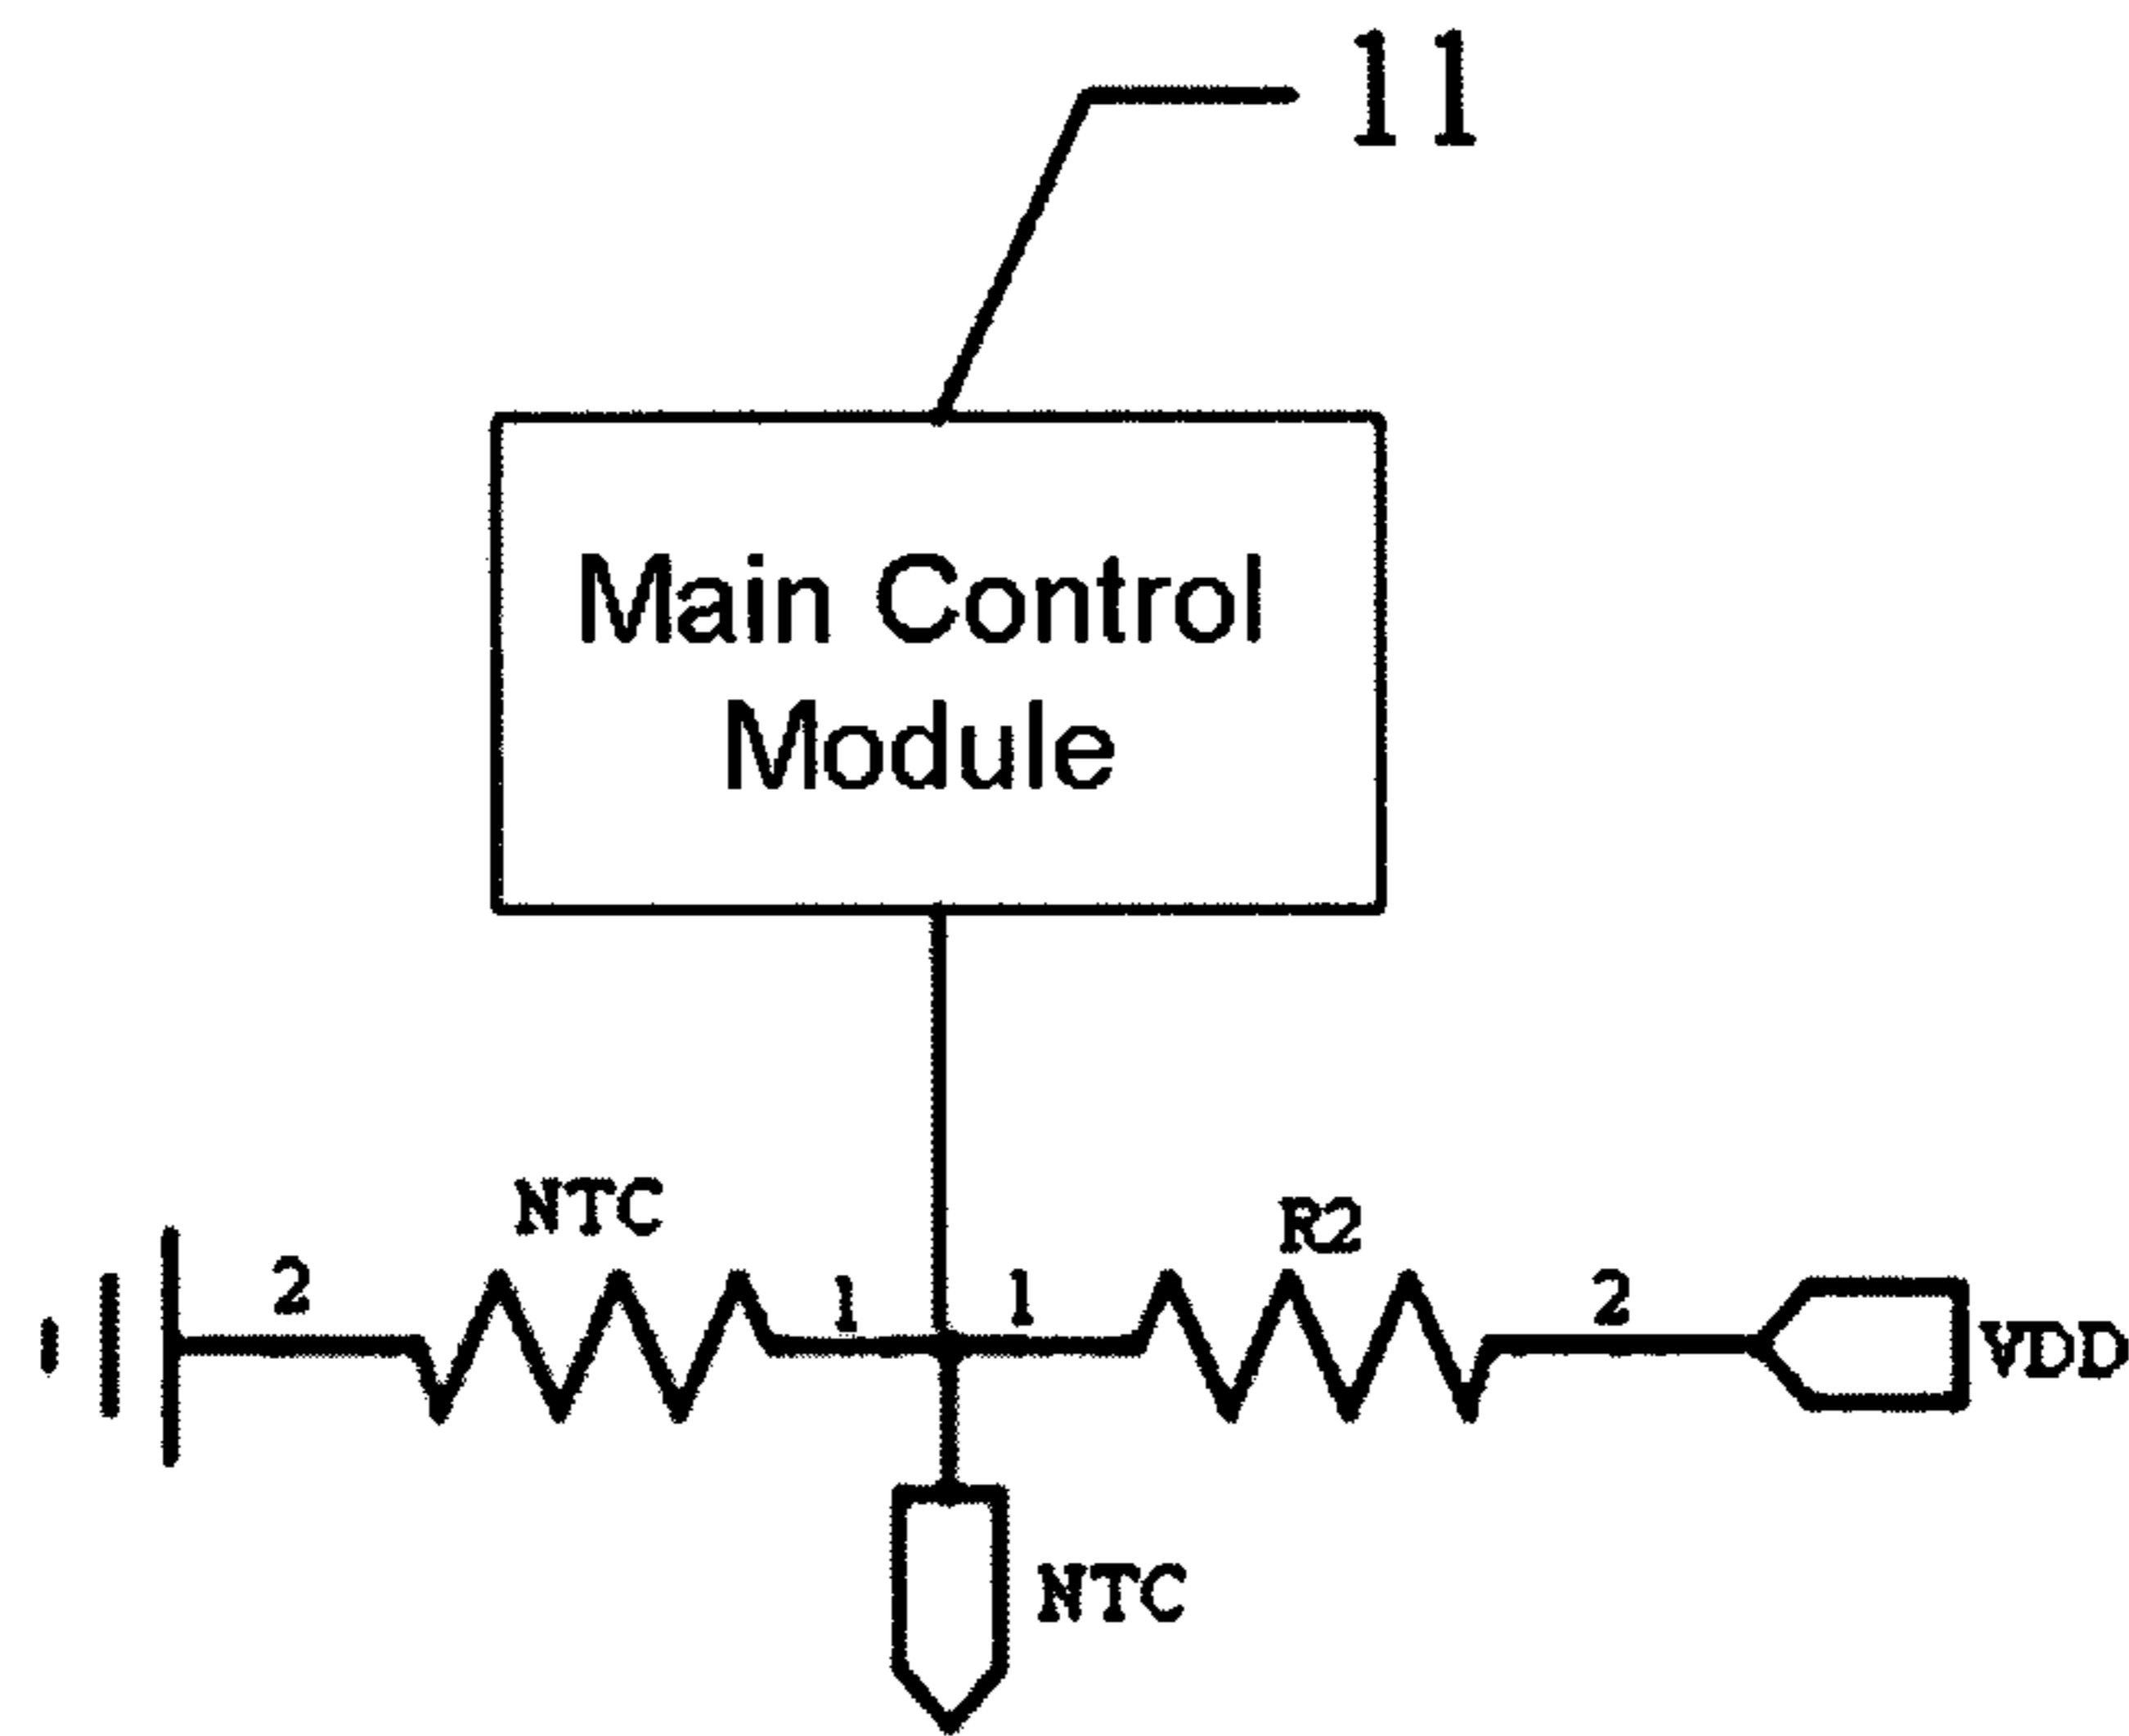 11
Main Control
Module
NTC
R2
2
1
1
2
VDD
NTC